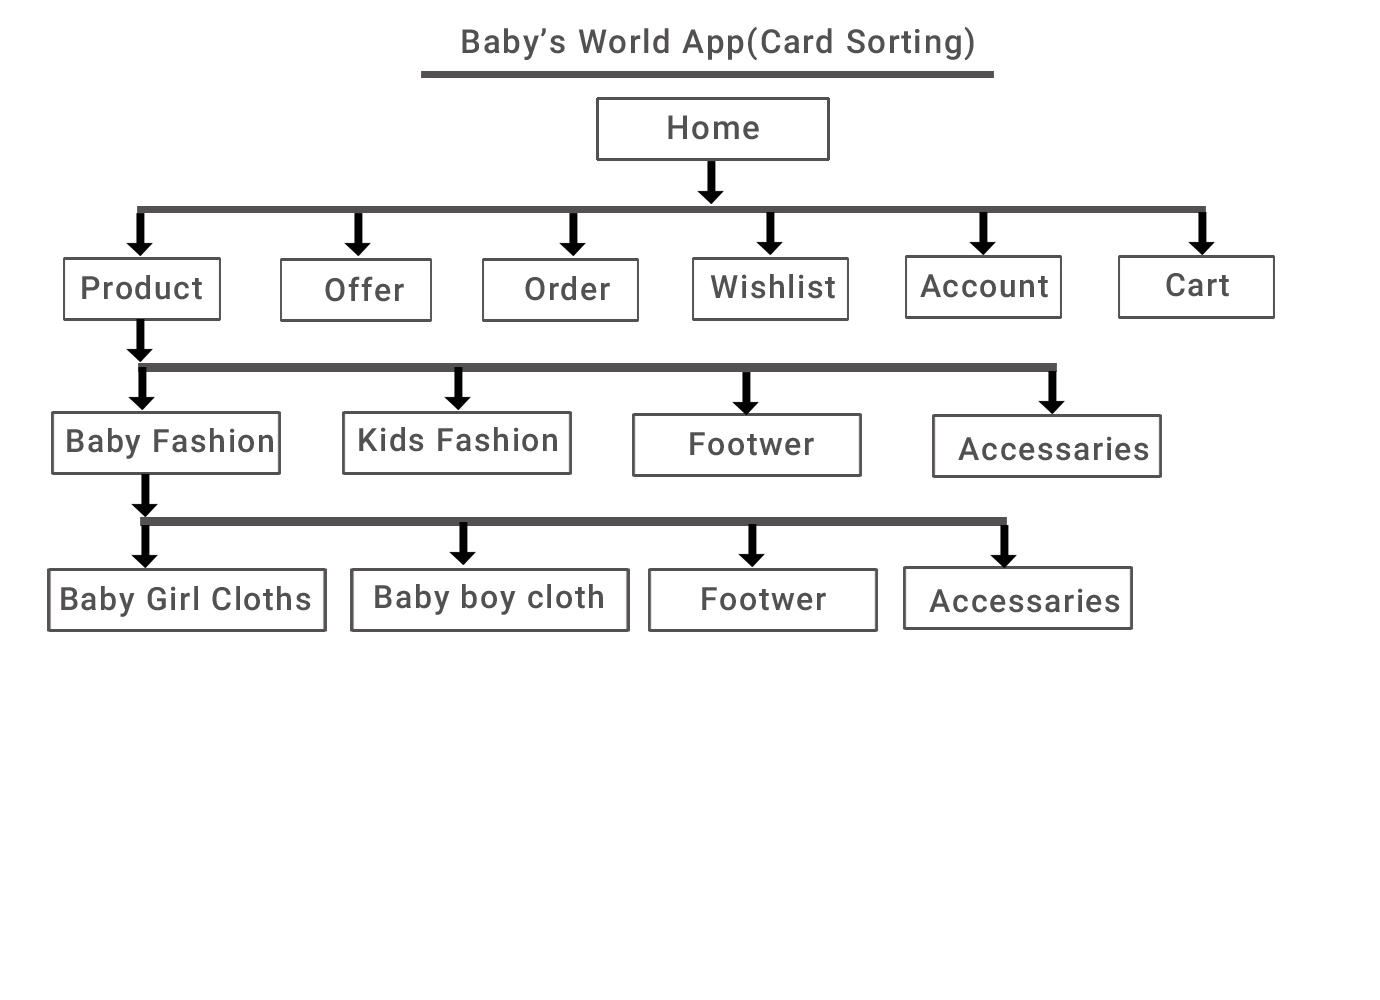 Baby’s World App(Card Sorting)
Home
Product
Offer
Order
Wishlist
Account
Cart
Baby Fashion
Kids Fashion
Footwer
Accessaries
Baby Girl Cloths
Baby boy cloth
Footwer
Accessaries